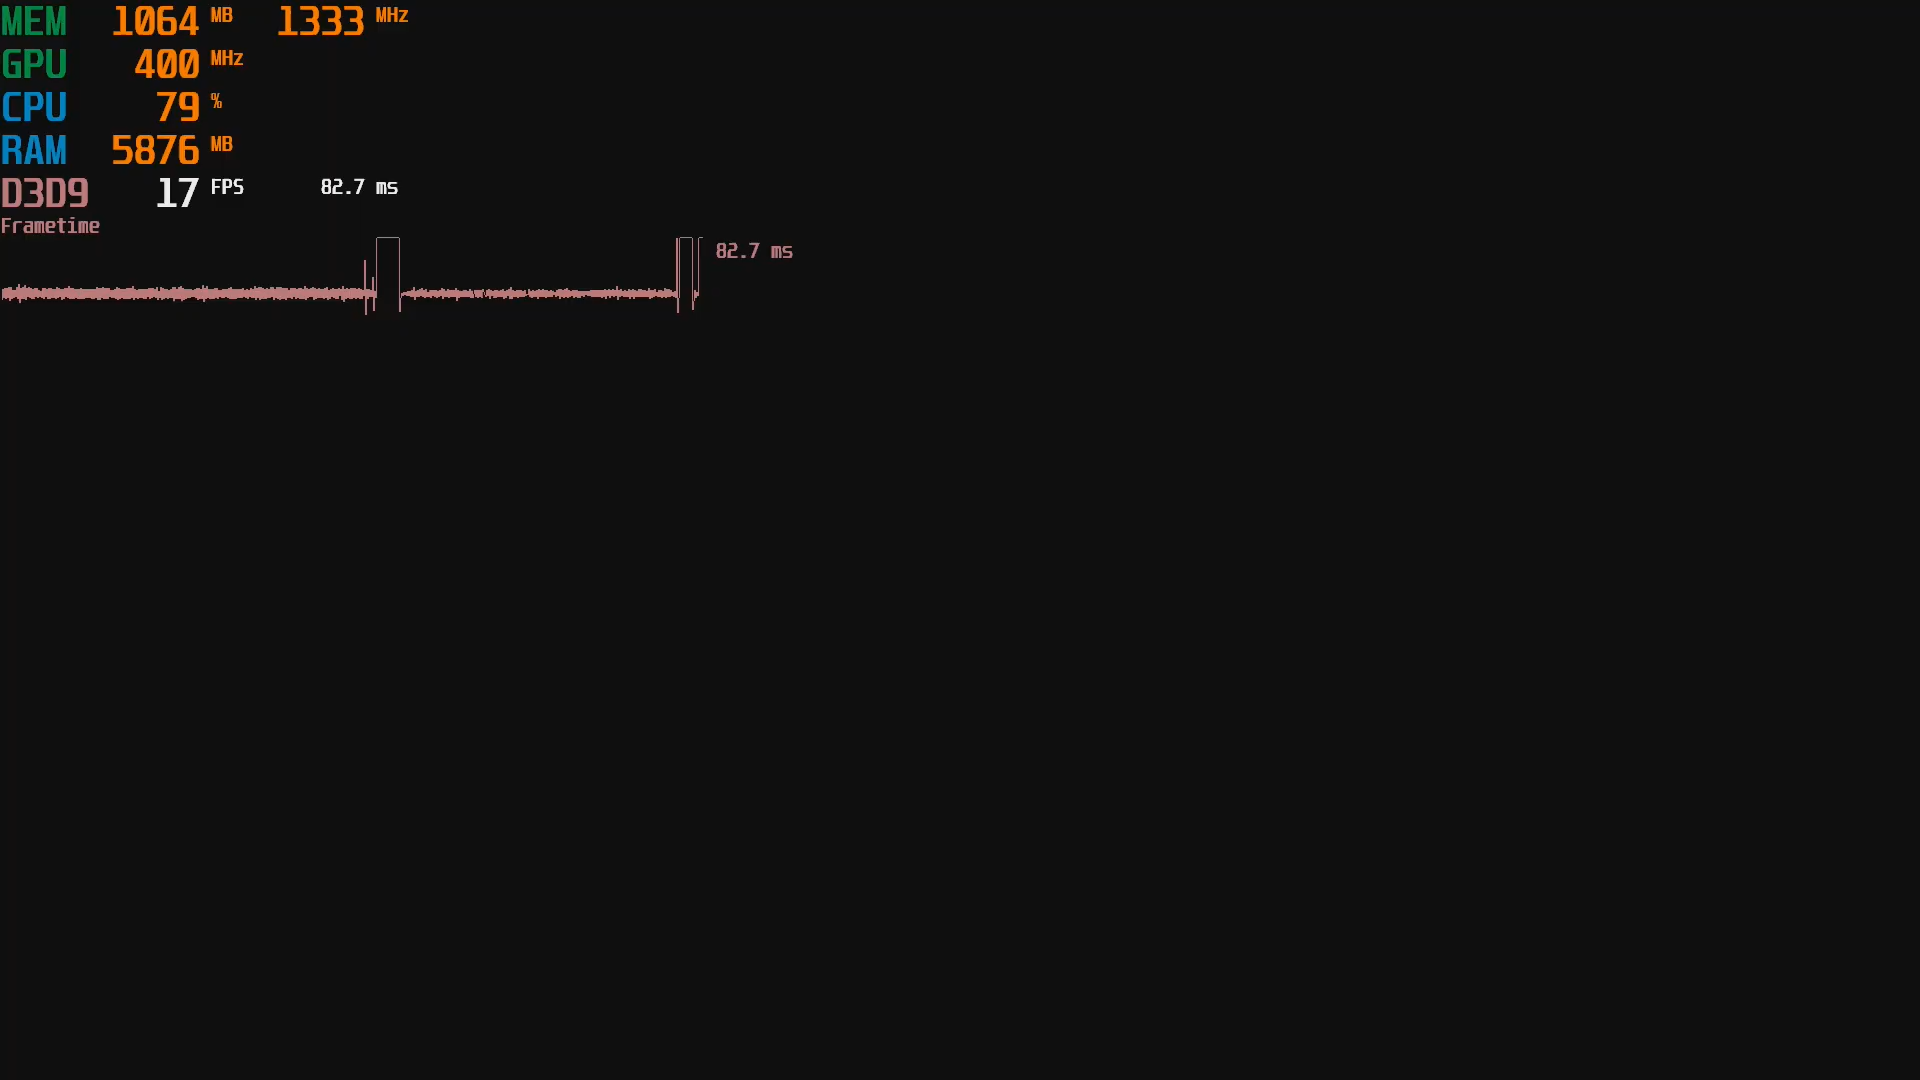 MEM 1064 MB 1333 MHz
GPU 400 MHz
CPU 79 %
RAM 5876 MB
D3D9 17 FPS 82.7 ms
Frametime
82.7 ms